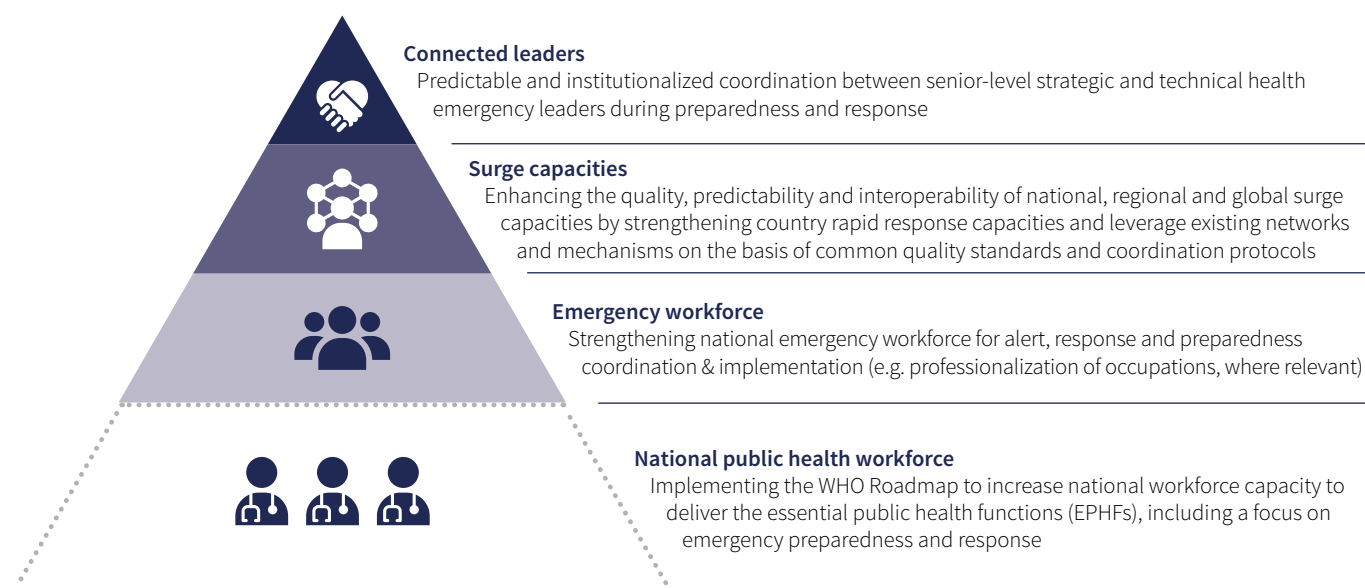 Connected leaders
Predictable and institutionalized coordination between senior-level strategic and technical health
emergency leaders during preparedness and response
Surge capacities
Enhancing the quality, predictability and interoperability of national, regional and global surge
capacities by strengthening country rapid response capacities and leverage existing networks
and mechanisms on the basis of common quality standards and coordination protocols
Emergency workforce
Strengthening national emergency workforce for alert, response and preparedness
coordination & implementation (e.g. professionalization of occupations, where relevant)
National public health workforce
Implementing the WHO Roadmap to increase national workforce capacity to
deliver the essential public health functions (EPHFs), including a focus on
emergency preparedness and response